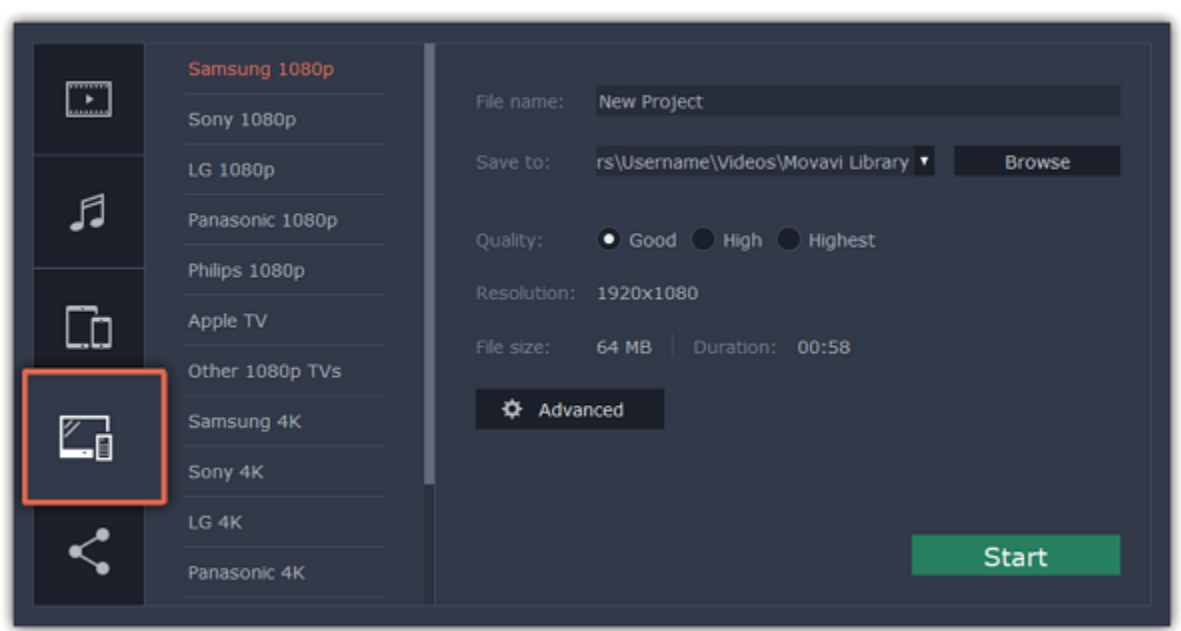 Samsung 1080p
Sony 1080p
LG 1080p
Panasonic 1080p
Philips 1080p
Apple TV
Other 1080p TVs
Samsung 4K
Sony 4K
LG 4K
Panasonic 4K
File name: New Project
Save to: rs\Username\Videos\Movavi Library Browse
Quality: Good High Highest
Resolution: 1920x1080
File size: 64 MB Duration: 00:58
Advanced
Start